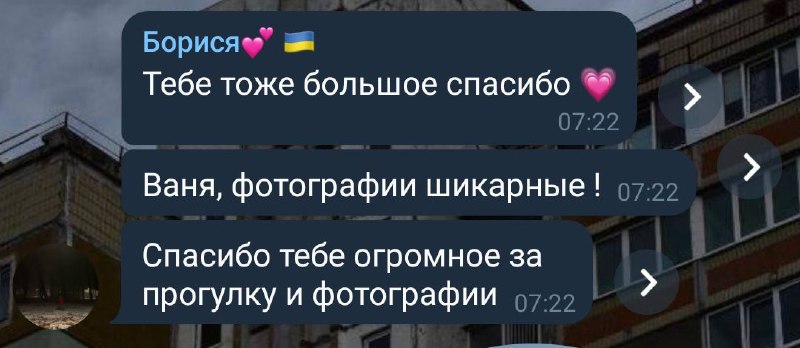 Борися💕 🇺🇦
Тебе тоже большое спасибо 💗
07:22
Ваня, фотографии шикарные ! 07:22
Спасибо тебе огромное за
прогулку и фотографии 07:22